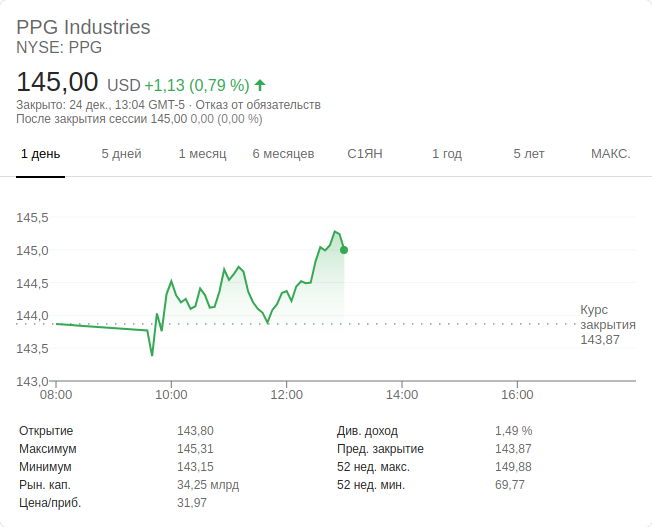 PPG Industries
NYSE: PPG
145,00 USD +1,13 (0,79 %)
Закрыто: 24 дек., 13:04 GMT-5 · Отказ от обязательств
После закрытия сессии 145,00 0,00 (0,00 %)
1 день 5 дней 1 месяц 6 месяцев С1ЯН 1 год 5 лет МАКС.
145,5
145,0
144,5
144,0
143,5
143,0
Курс
закрытия
143,87
08:00 10:00 12:00 14:00 16:00
Открытие 143,80 Див. доход 1,49 %
Максимум 145,31 Пред. закрытие 143,87
Минимум 143,15 52 нед. макс. 149,88
Рын. кап. 34,25 млрд 52 нед. мин. 69,77
Цена/приб. 31,97